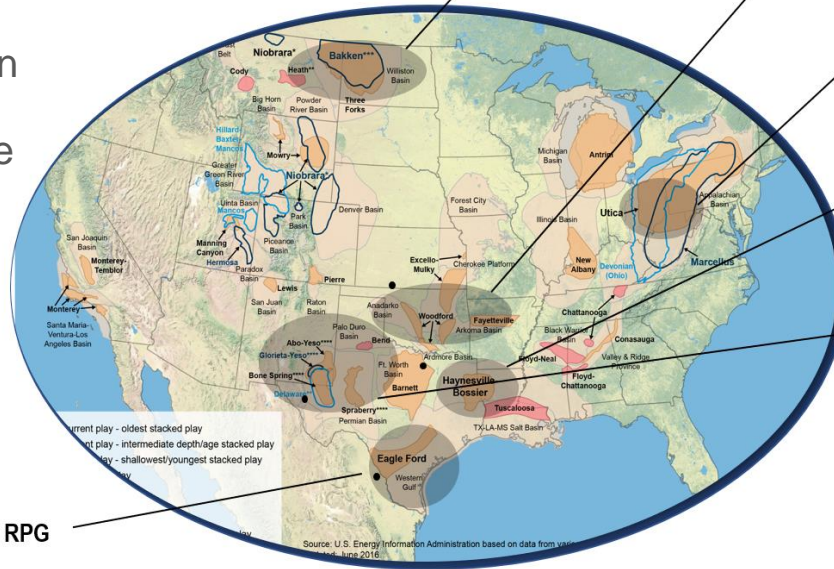 Niobrara*
Bakken***
Cody
Heath**
Williston
Basin
Big Horn
Basin
Powder
River Basin
Three
Forks
Hilliard-
Baxter-
Mancos
Mowry
Greater
Green River
Basin
Niobrara*
Uinta Basin
Mancos
Park
Basin
Denver Basin
Manning
Canyon
Piceance
Basin
Hermosa
Paradox
Basin
San Joaquin
Basin
Monterey-
Temblor
Monterey
Santa Maria-
Ventura-Los
Angeles Basin
Lewis
San Juan
Basin
Pierre
Raton
Basin
Forest City
Basin
Excello-
Mulky
Cherokee Platform
Michigan
Basin
Antrim
Illinois Basin
New
Albany
Utica
Appalachian
Basin
Devonian
(Ohio)
Marcellus
Chattanooga
Anadarko
Basin
Woodford
Fayetteville
Arkoma Basin
Palo Duro
Basin
Abo-Yeso****
Glorieta-Yeso****
Bend
Ardmore Basin
Bone Spring****
Delaware**
Ft. Worth
Basin
Barnett
Spraberry****
Permian Basin
Haynesville
Bossier
Black Warrior
Basin
Floyd-Neal
Conasauga
Valley & Ridge
Province
Floyd-
Chattanooga
Tuscaloosa
TX-LA-MS Salt Basin
Eagle Ford
Western
Gulf
urrent play - oldest stacked play
nt play - intermediate depth/age stacked play
lay - shallowest/youngest stacked play
RPG
Source: U.S. Energy Information Administration based on data from
June 2016